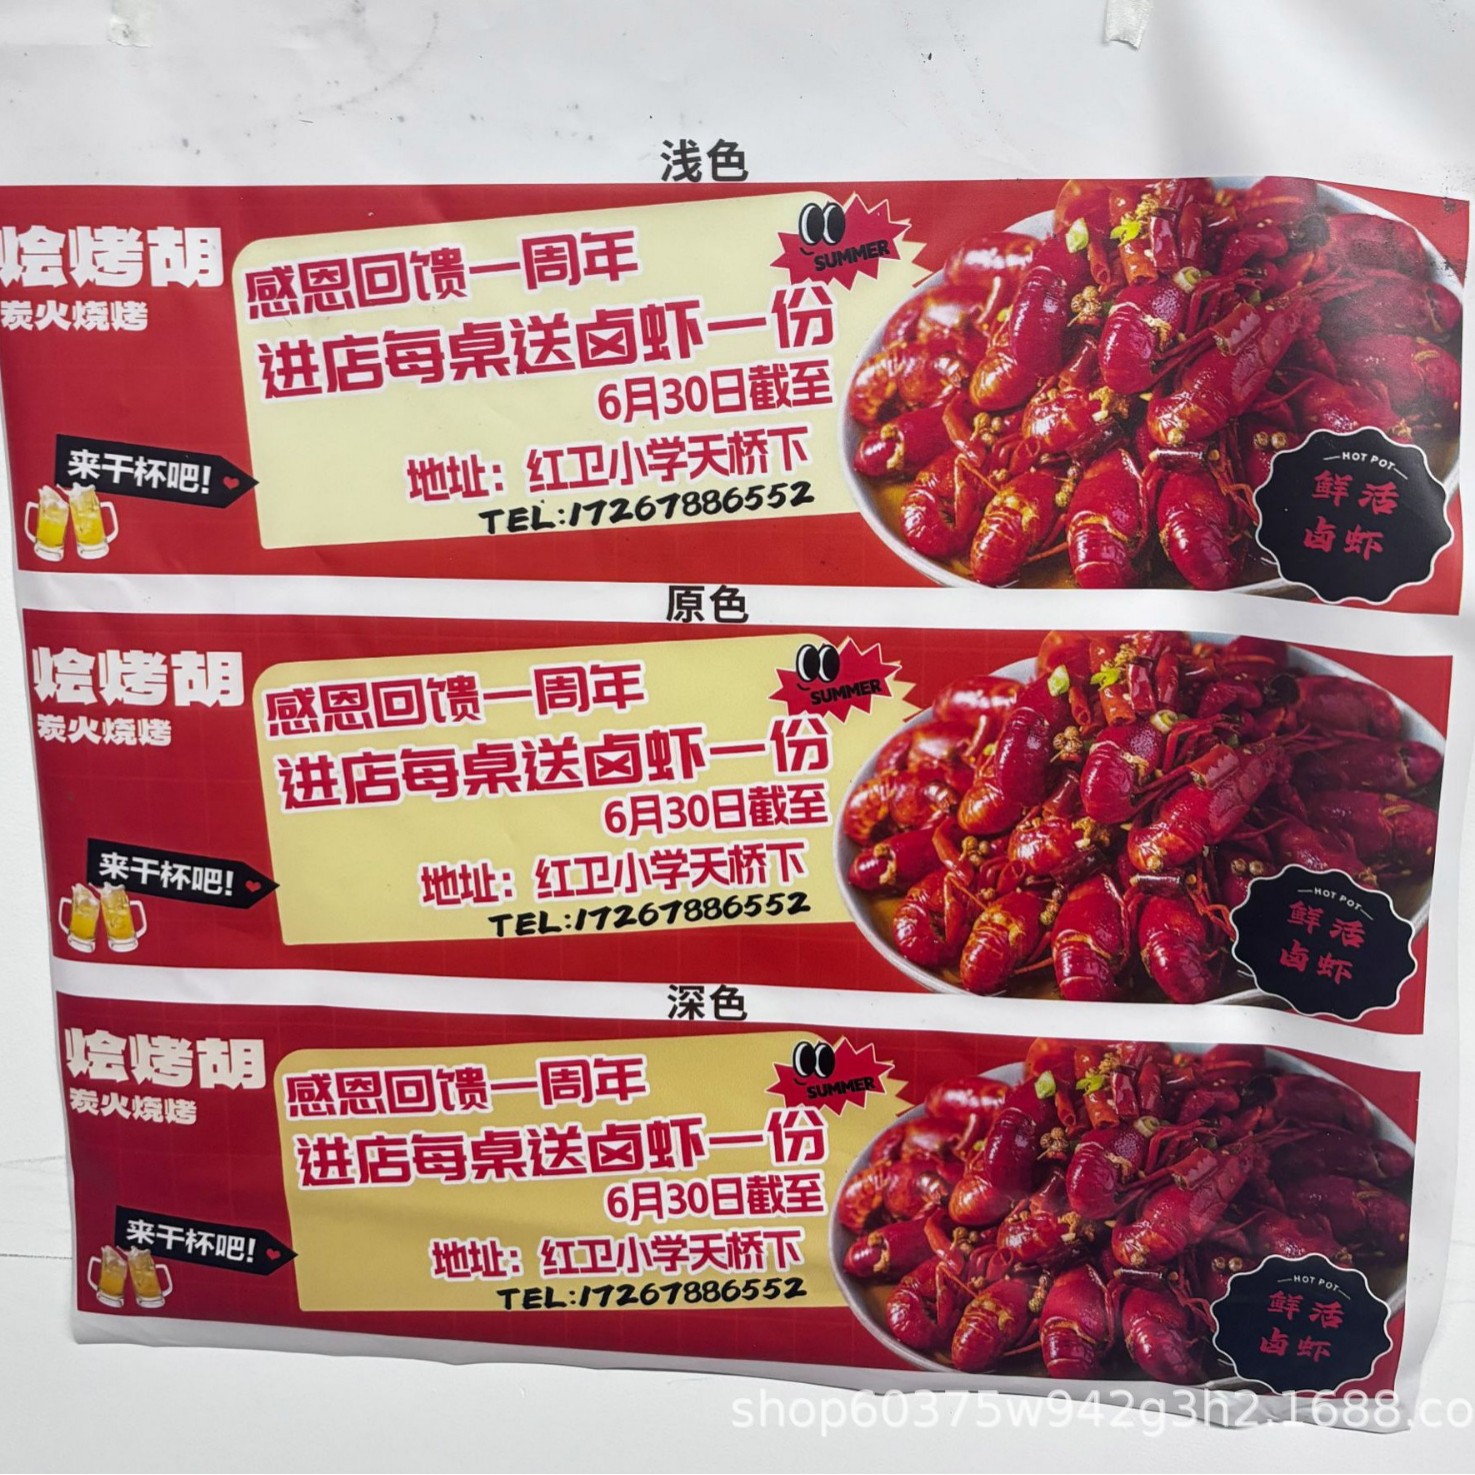 浅色
烩烤胡
炭火烧烤
感恩回馈一周年
SUMMER
进店每桌送卤虾一份
6月30日截至
来干杯吧!
地址：红卫小学天桥下
TEL:17267886552
HOT POT
鲜活
卤虾
原色
烩烤胡
炭火烧烤
感恩回馈一周年
SUMMER
进店每桌送卤虾一份
6月30日截至
来干杯吧!
地址：红卫小学天桥下
TEL:17267886552
HOT POT
鲜活
卤虾
深色
烩烤胡
炭火烧烤
感恩回馈一周年
SUMMER
进店每桌送卤虾一份
6月30日截至
来干杯吧!
地址：红卫小学天桥下
TEL:17267886552
HOT POT
鲜活
卤虾
shop60375w942g3h2.1688.co